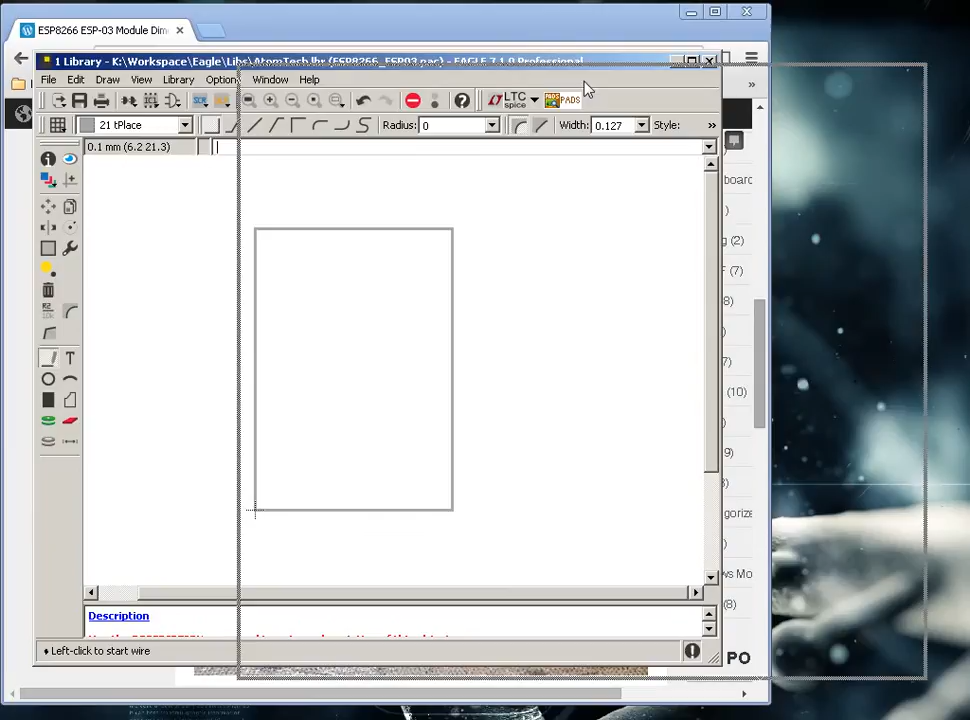 ESP8266 ESP-03 Module Dim
1 Library - K:\Workspace\Eagle\Libs\AtomTech.lbr (ESP8266_ESP03.pac) - EAGLE 7.1.0 Professional
File Edit Draw View Library Options Window Help
LTC spice PADS PADS
21 tPlace Radius: 0 Width: 0.127 Style: »
0.1 mm (6.2 21.3)
board
)
g (2)
F (7)
8)
7)
(10)
9)
gorize
ws Mo
(8)
Description
Left-click to start wire
PO